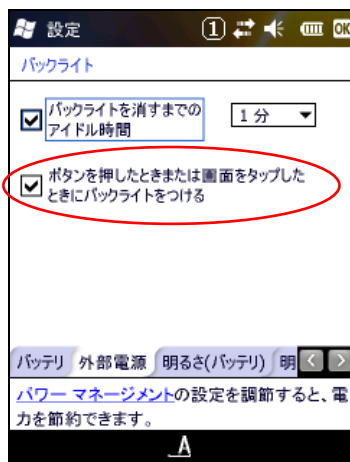 設定 1 OK
バックライト
バックライトを消すまでの
アイドル時間
1 分
ボタンを押したときまたは画面をタップした
ときにバックライトをつける
バッテリ 外部電源 明るさ(バッテリ) 明
パワー マネージメントの設定を調節すると、電
力を節約できます。
A